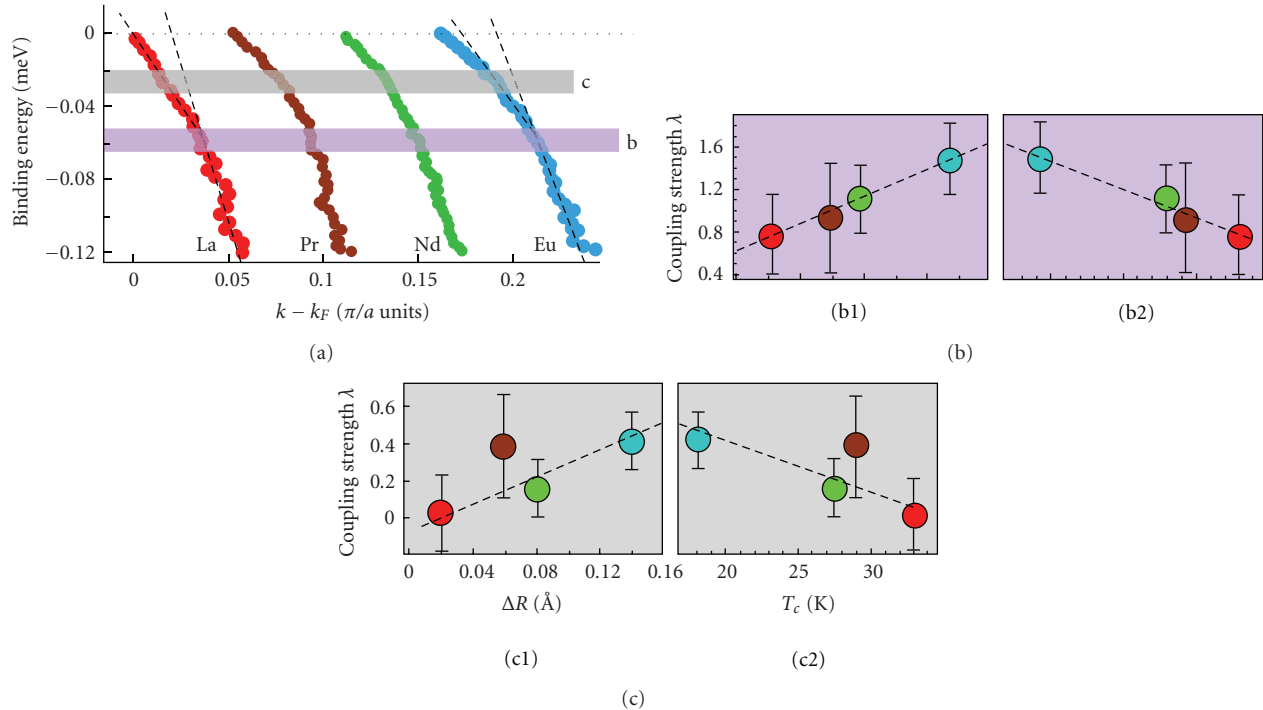 0
−0.04
−0.08
−0.12
Binding energy (meV)
c
b
La
Pr
Nd
Eu
0
0.05
0.1
0.15
0.2
k − k_F (π/a units)
(a)
1.6
1.2
0.8
0.4
Coupling strength λ
(b1)
(b2)
(b)
0.6
0.4
0.2
0
Coupling strength λ
0
0.04
0.08
0.12
0.16
25
30
ΔR (Å)
T_c (K)
(c1)
(c2)
(c)